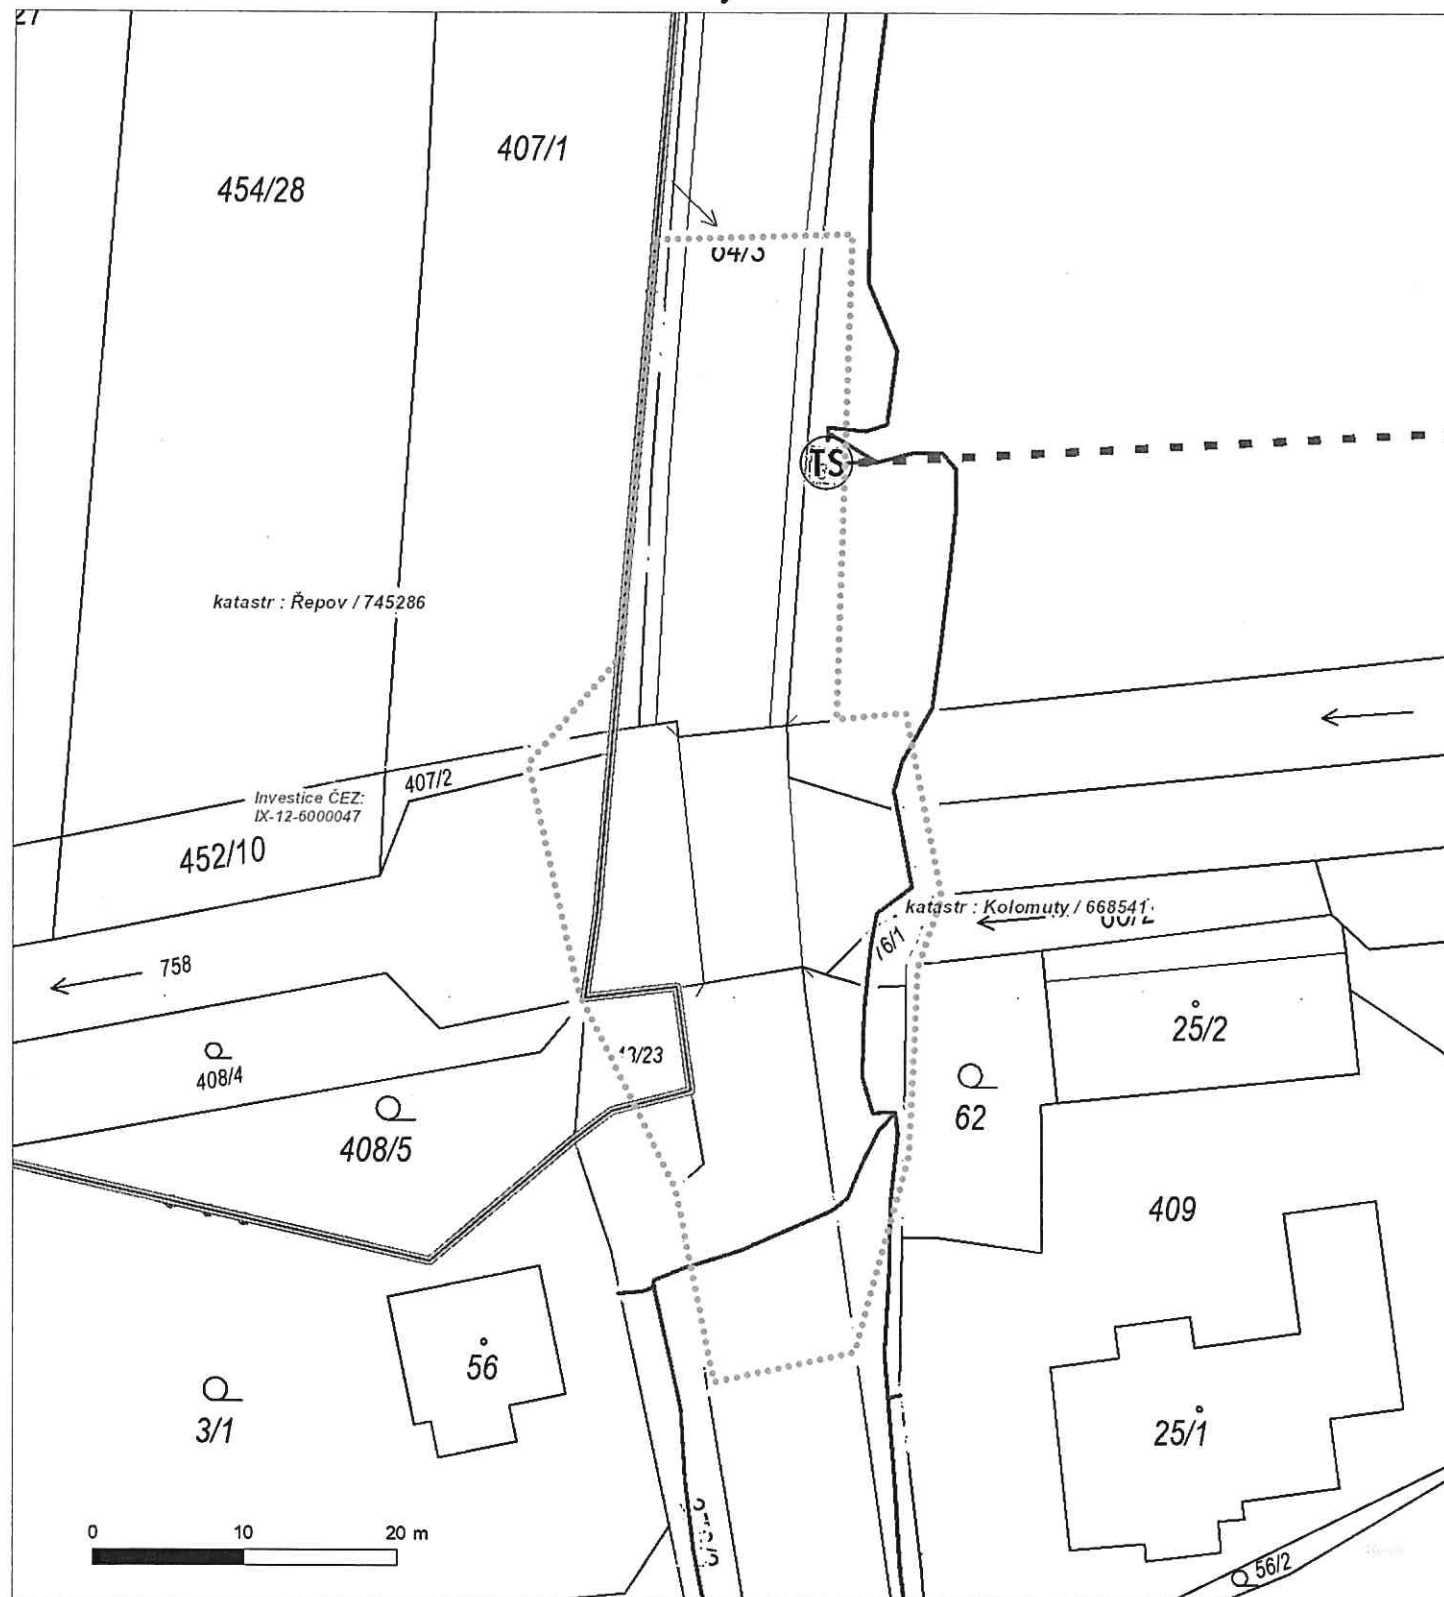 407/1
454/28
TS
katastr : Řepov / 745286
407/2
Investice ČEZ:
IX-12-6000047
452/10
katastr : Kolomuty / 668541
758
25/2
408/4
62
408/5
409
56
3/1
25/1
0 10 20 m
56/2